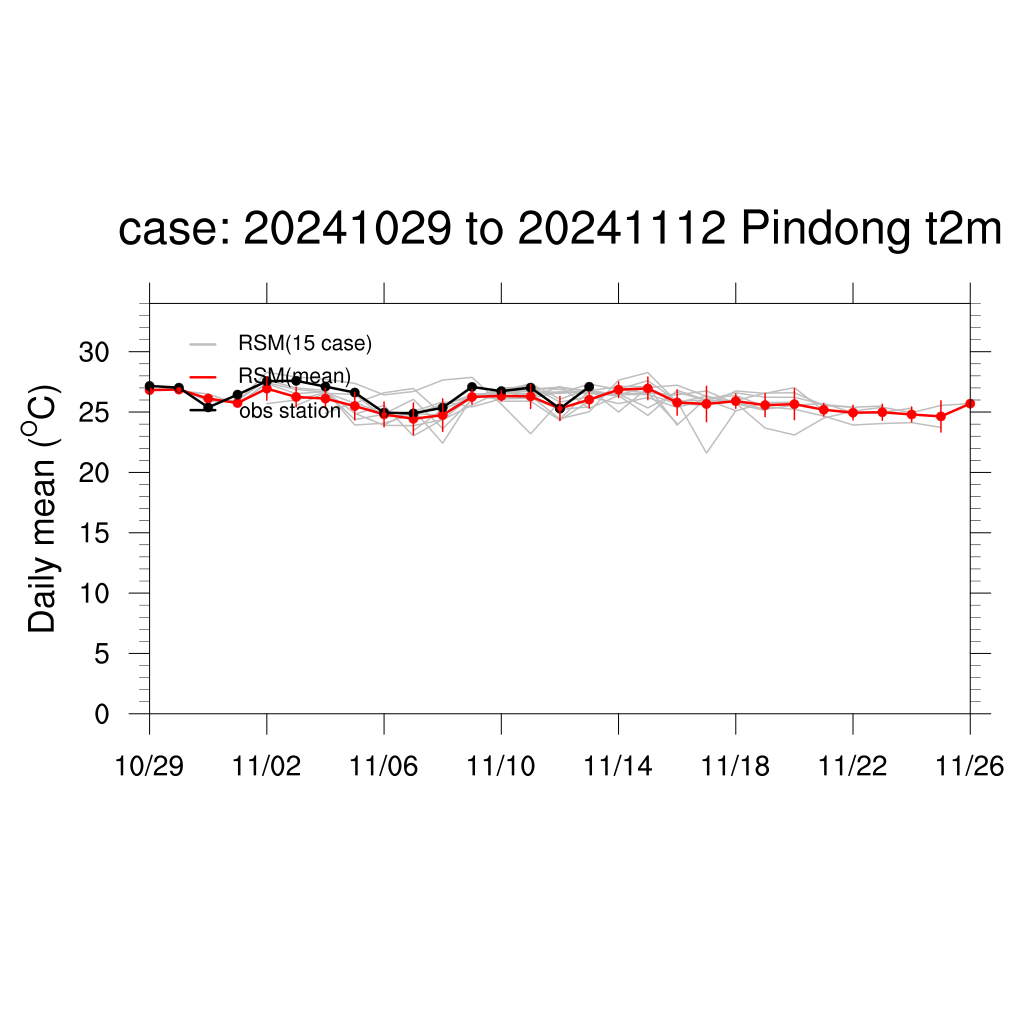 case: 20241029 to 20241112 Pindong t2m
Daily mean (°C)
30
25
20
15
10
5
0
RSM(15 case)
RSM(mean)
obs station
10/29 11/02 11/06 11/10 11/14 11/18 11/22 11/26